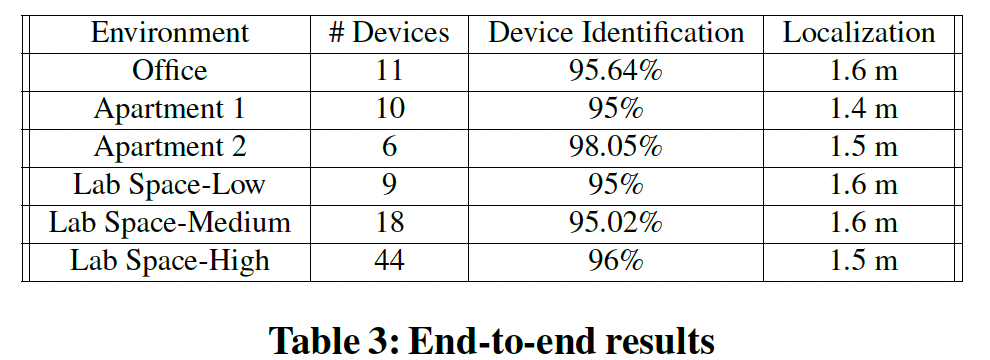 Environment # Devices Device Identification Localization
Office 11 95.64% 1.6 m
Apartment 1 10 95% 1.4 m
Apartment 2 6 98.05% 1.5 m
Lab Space-Low 9 95% 1.6 m
Lab Space-Medium 18 95.02% 1.6 m
Lab Space-High 44 96% 1.5 m
Table 3: End-to-end results